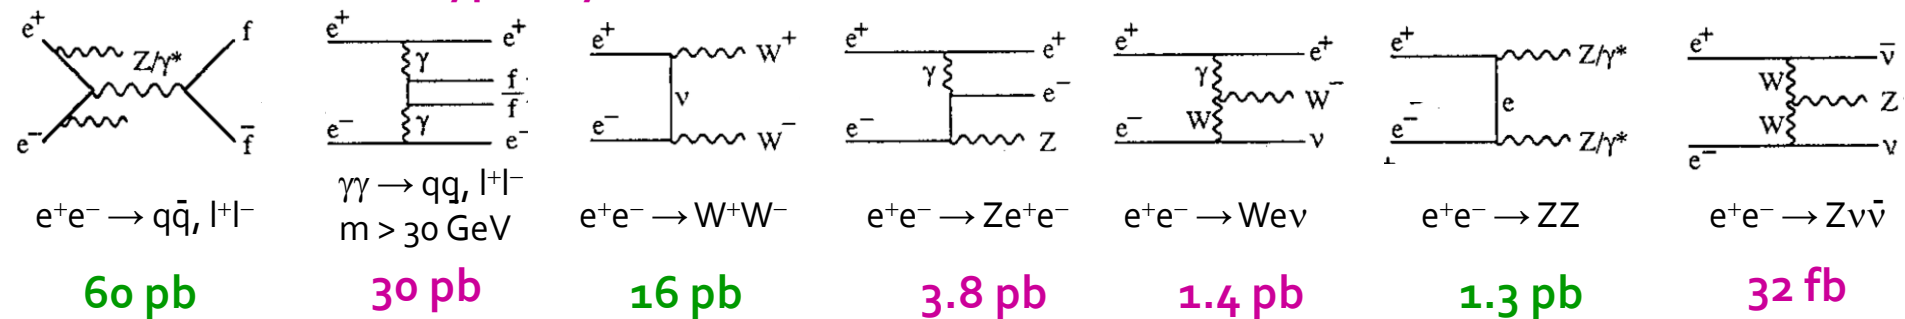 e⁺ Z/γ* f
e⁻ f̄
e⁺ γ e⁺
f
f̄
e⁻ γ e⁻
e⁺ W⁺
ν
e⁻ W⁻
e⁺ γ e⁺
e⁻
e⁻ Z
e⁺ γ e⁺
W⁻
e⁻ W ν
e⁺ Z/γ*
e
e⁻ Z/γ*
e⁺ W ν̄
Z
e⁻ W ν
e⁺e⁻ → qq̄, l⁺l⁻
γγ → qq̄, l⁺l⁻
m > 30 GeV
e⁺e⁻ → W⁺W⁻
e⁺e⁻ → Ze⁺e⁻
e⁺e⁻ → Weν
e⁺e⁻ → ZZ
e⁺e⁻ → Zνν̄
60 pb
30 pb
16 pb
3.8 pb
1.4 pb
1.3 pb
32 fb